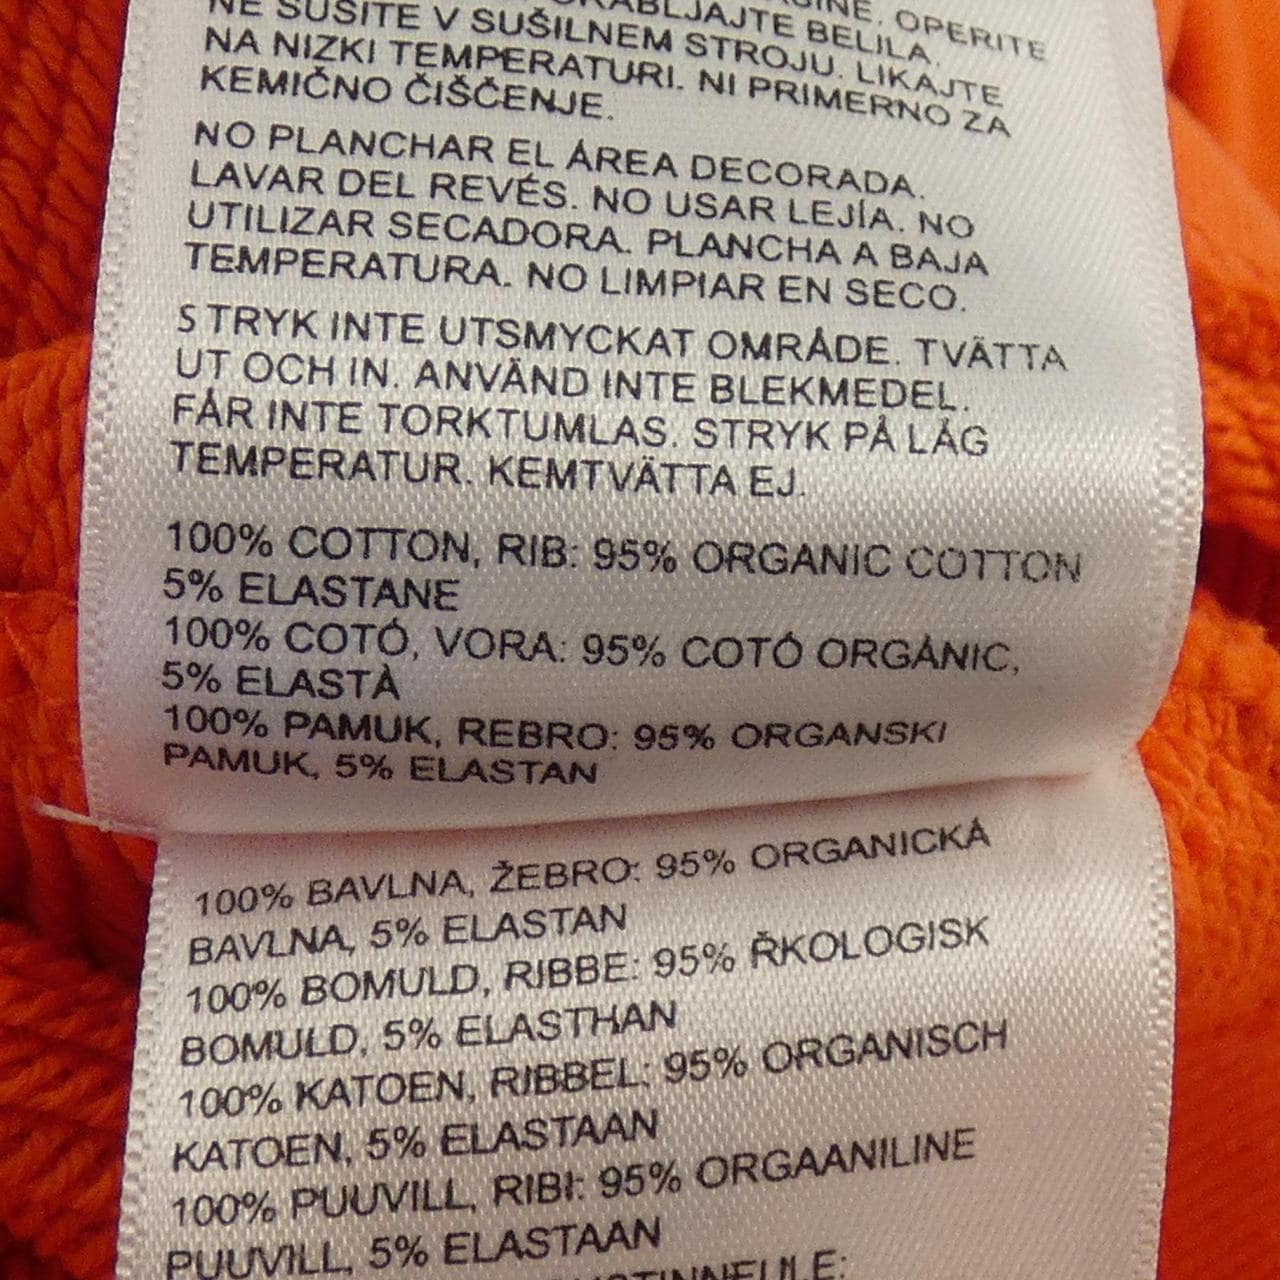 OPERITE
NE SUŠITE V SUŠILNEM STROJU. LIKAJTE
NA NIZKI TEMPERATURI. NI PRIMERNO ZA
KEMIČNO ČIŠČENJE.
NO PLANCHAR EL ÁREA DECORADA.
LAVAR DEL REVÉS. NO USAR LEJÍA. NO
UTILIZAR SECADORA. PLANCHA A BAJA
TEMPERATURA. NO LIMPIAR EN SECO.
STRYK INTE UTSMYCKAT OMRÅDE. TVÄTTA
UT OCH IN. ANVÄND INTE BLEKMEDEL.
FÅR INTE TORKTUMLAS. STRYK PÅ LÅG
TEMPERATUR. KEMTVÄTTA EJ.
100% COTTON, RIB: 95% ORGANIC COTTON
5% ELASTANE
100% COTÓ, VORA: 95% COTÓ ORGÀNIC,
5% ELASTÀ
100% PAMUK, REBRO: 95% ORGANSKI
PAMUK, 5% ELASTAN
100% BAVLNA, ŽEBRO: 95% ORGANICKÁ
BAVLNA, 5% ELASTAN
100% BOMULD, RIBBE: 95% ŘKOLOGISK
BOMULD, 5% ELASTHAN
100% KATOEN, RIBBEL: 95% ORGANISCH
KATOEN, 5% ELASTAAN
100% PUUVILL, RIBI: 95% ORGAANILINE
PUUVILL, 5% ELASTAAN